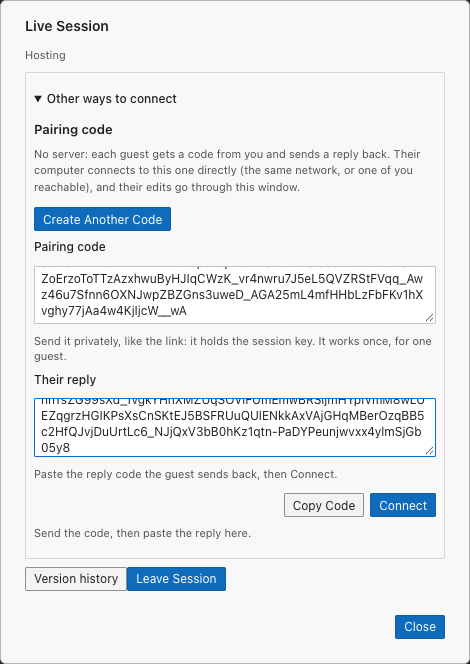 Live Session
Hosting
▼ Other ways to connect
Pairing code
No server: each guest gets a code from you and sends a reply back. Their
computer connects to this one directly (the same network, or one of you
reachable), and their edits go through this window.
Create Another Code
Pairing code
ZoErzoToTTzAzxhwuByHJIqCWzK_vr4nwru7J5eL5QVZRStFVqq_Aw
z46u7Sfnn6OXNJwpZBZGns3uweD_AGA25mL4mfHHbLzFbFKv1hX
vghy77jAa4w4KjIjcW__wA
Send it privately, like the link: it holds the session key. It works once, for one
guest.
Their reply
EZqgrzHGlKPsXsCnSKtEJ5BSFRUuQUlENkkAxVAjGHqMBerOzqBB5
c2HfQJvjDuUrtLc6_NJjQxV3bB0hKz1qtn-PaDYPeunjwvxx4ylmSjGb
05y8
Paste the reply code the guest sends back, then Connect.
Copy Code
Connect
Send the code, then paste the reply here.
Version history
Leave Session
Close